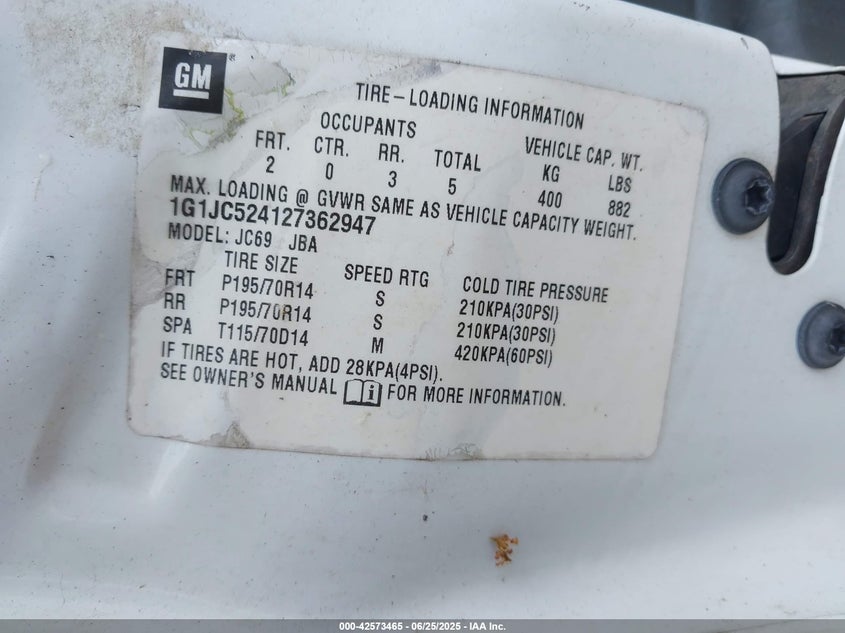 GM
TIRE-LOADING INFORMATION
OCCUPANTS VEHICLE CAP. WT.
FRT. CTR. RR. TOTAL KG LBS
2 0 3 5 400 882
MAX. LOADING @ GVWR SAME AS VEHICLE CAPACITY WEIGHT.
1G1JC524127362947
MODEL: JC69 JBA
TIRE SIZE SPEED RTG COLD TIRE PRESSURE
FRT P195/70R14 S 210KPA(30PSI)
RR P195/70R14 S 210KPA(30PSI)
SPA T115/70D14 M 420KPA(60PSI)
IF TIRES ARE HOT, ADD 28KPA(4PSI).
SEE OWNER'S MANUAL i FOR MORE INFORMATION.
000-42573465 - 06/25/2025 - IAA Inc.